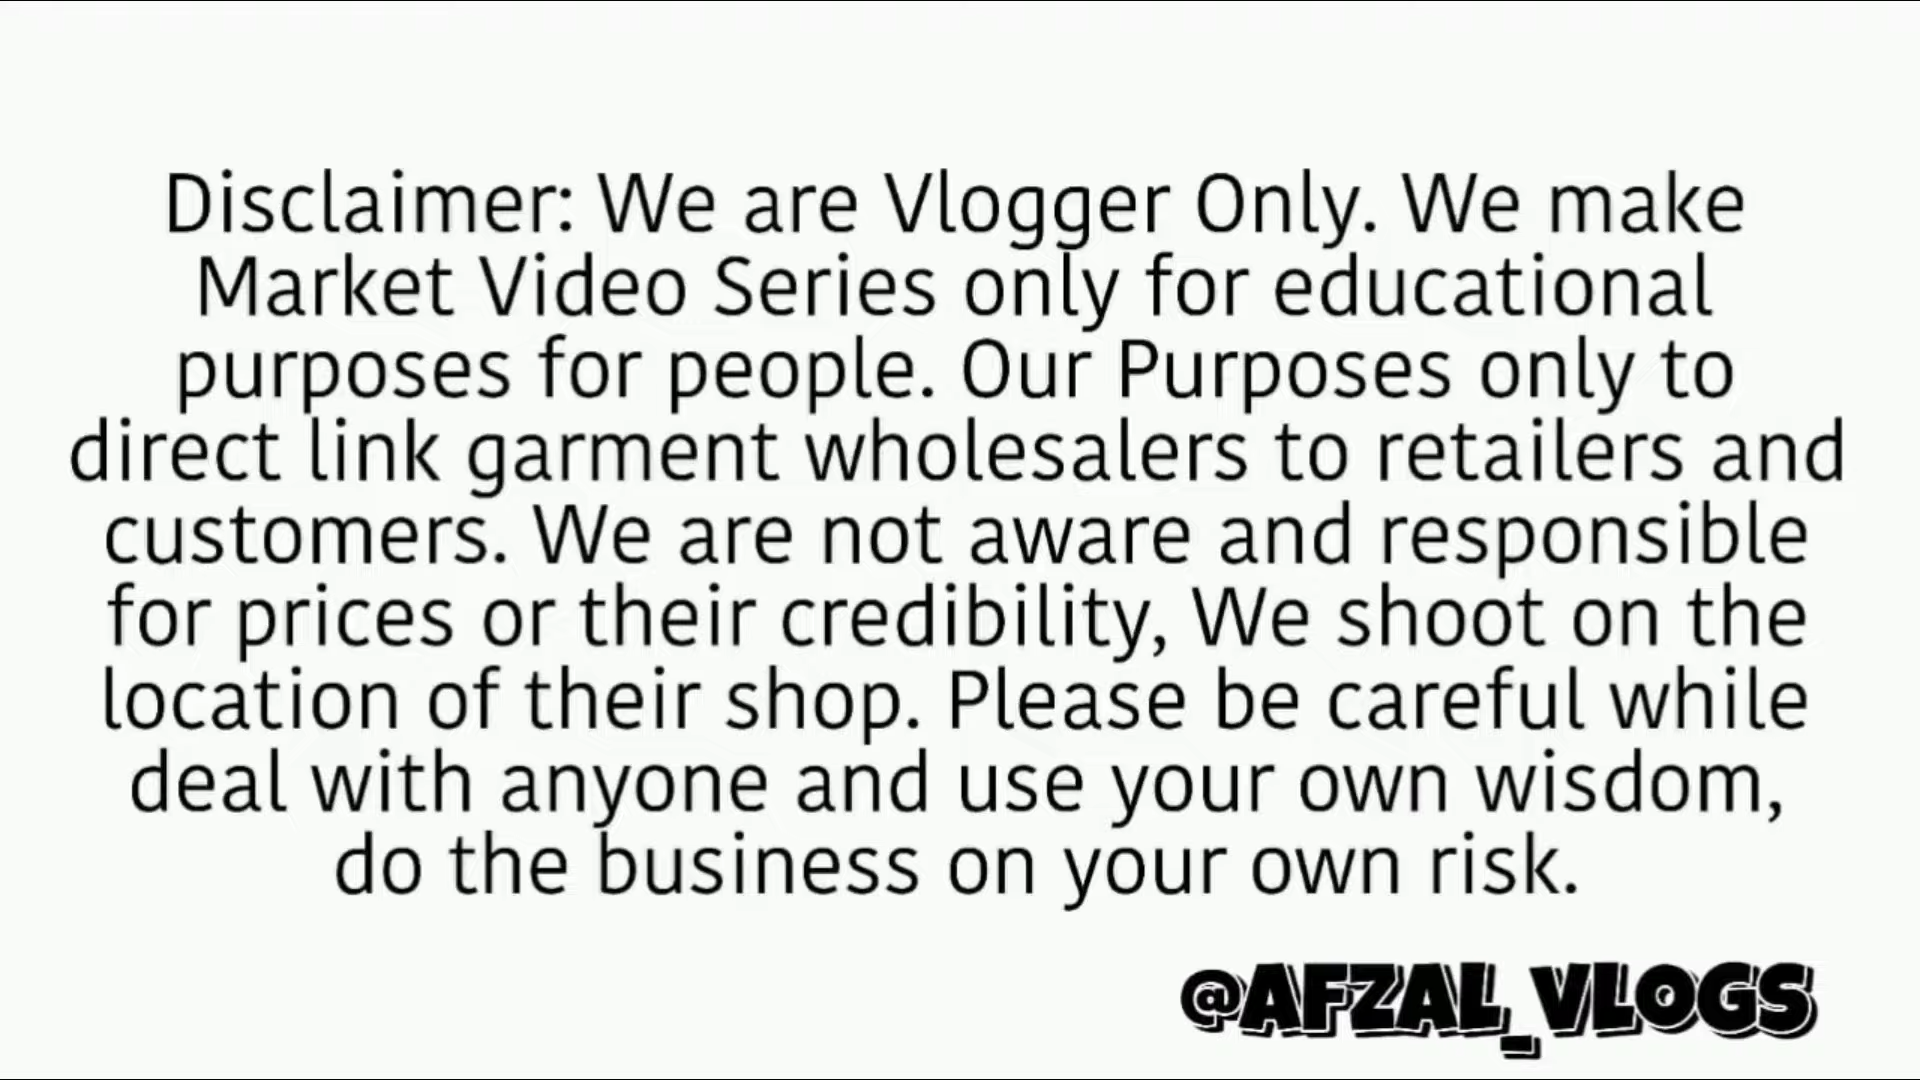 Disclaimer: We are Vlogger Only. We make
Market Video Series only for educational
purposes for people. Our Purposes only to
direct link garment wholesalers to retailers and
customers. We are not aware and responsible
for prices or their credibility, We shoot on the
location of their shop. Please be careful while
deal with anyone and use your own wisdom,
do the business on your own risk.
@AFZAL_VLOGS